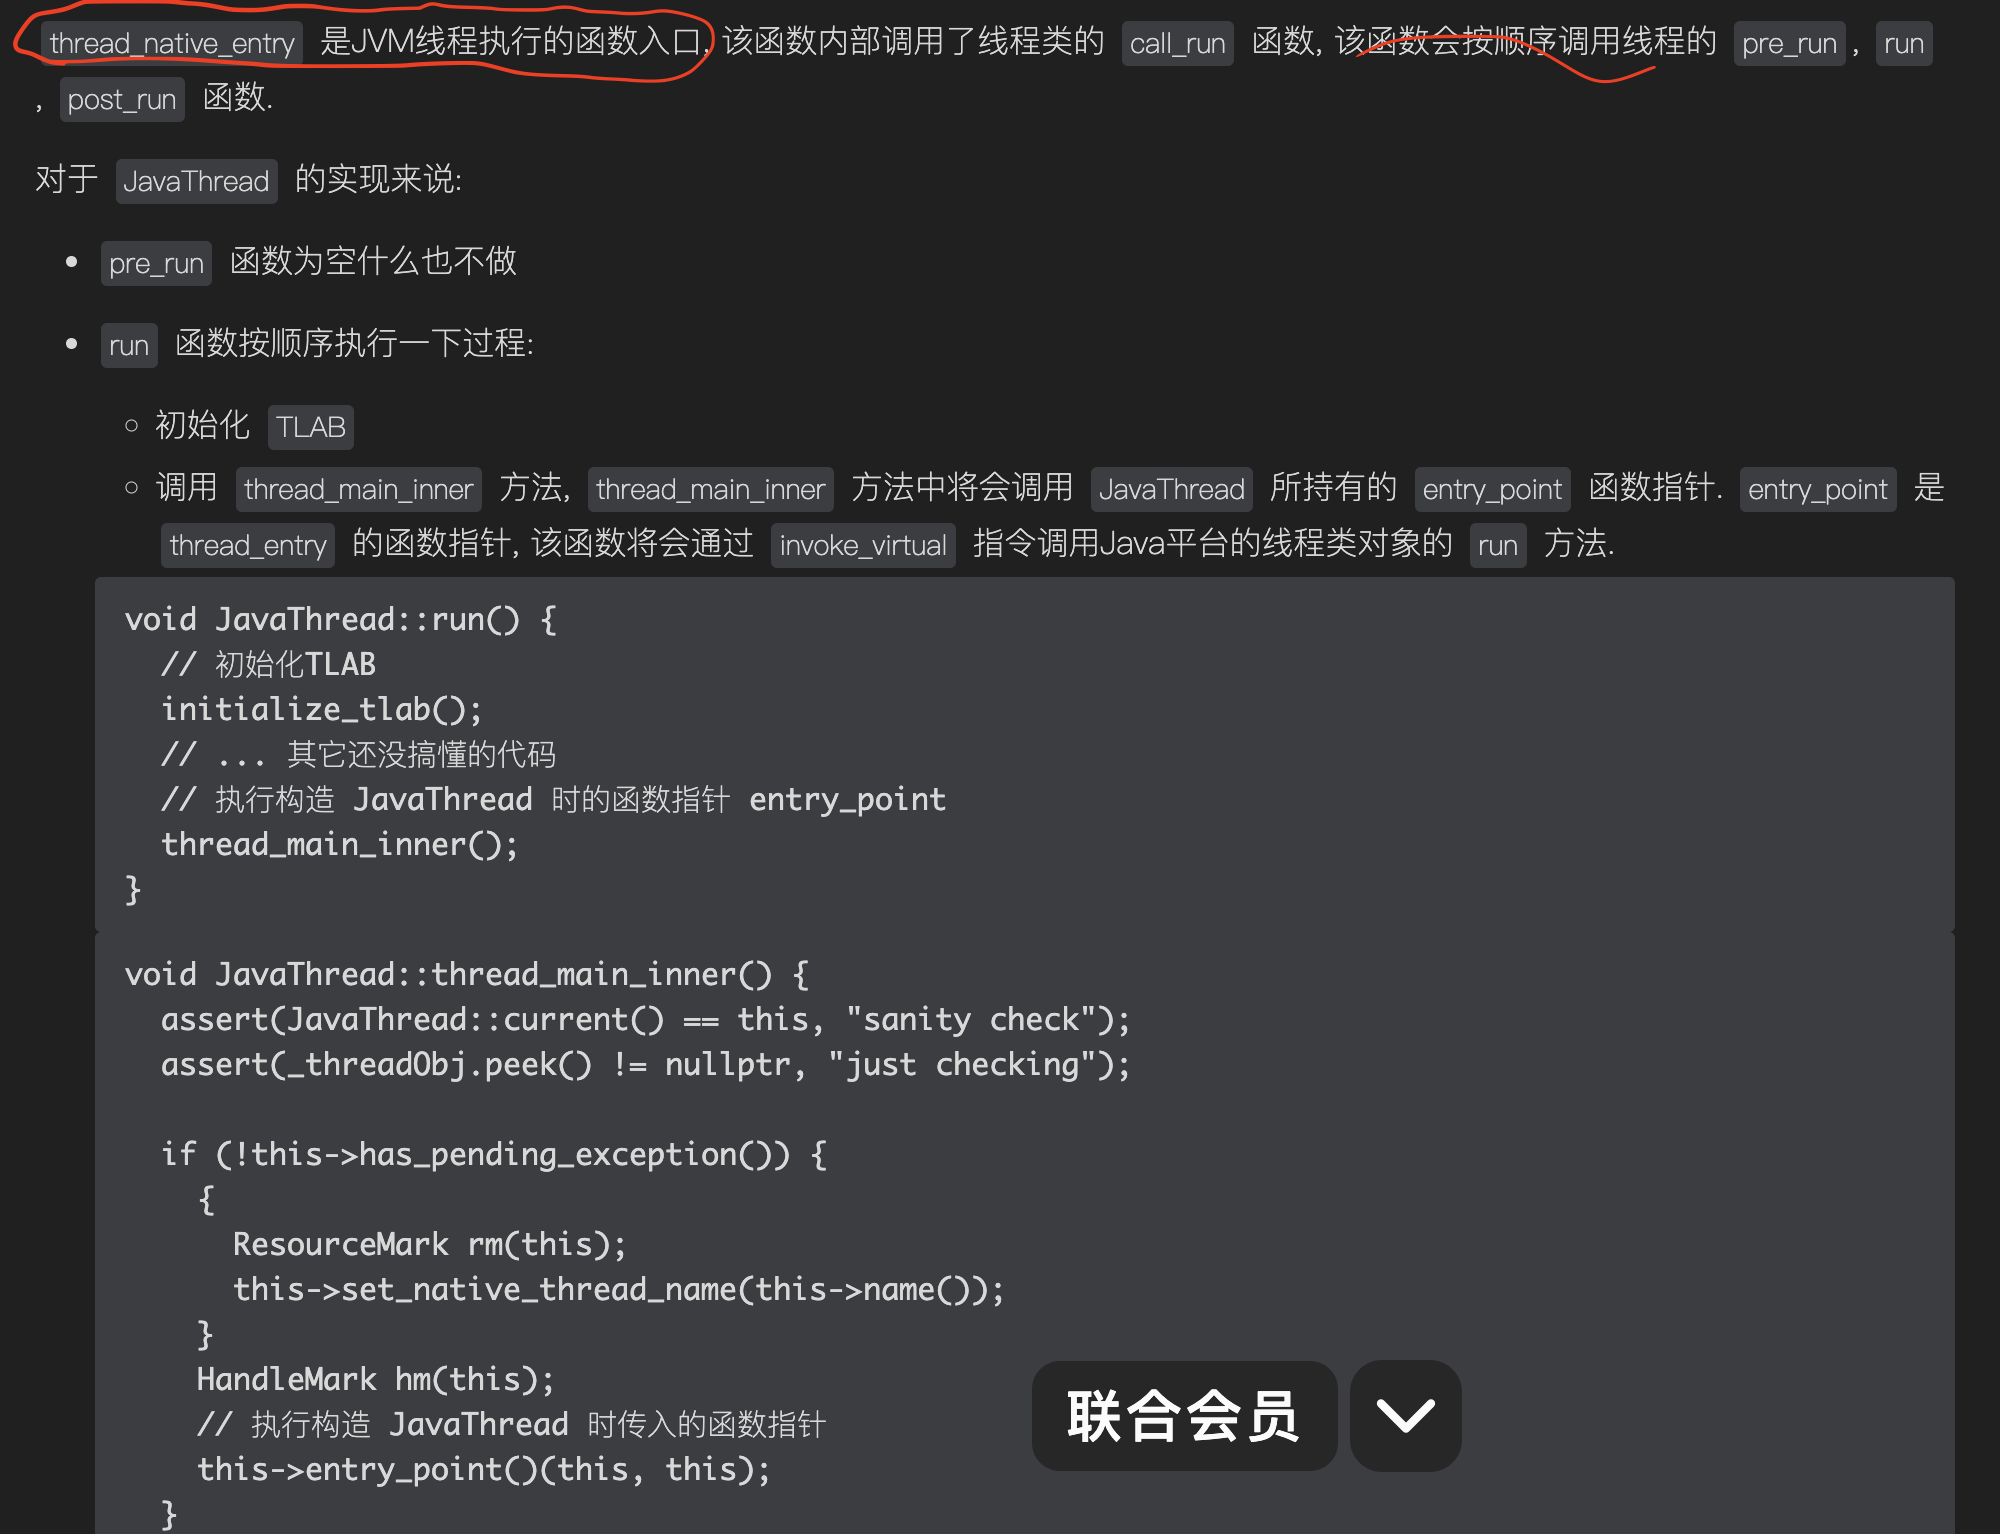 thread_native_entry 是JVM线程执行的函数入口, 该函数内部调用了线程类的 call_run 函数, 该函数会按顺序调用线程的 pre_run , run
, post_run 函数.
对于 JavaThread 的实现来说:
• pre_run 函数为空什么也不做
• run 函数按顺序执行一下过程:
○ 初始化 TLAB
○ 调用 thread_main_inner 方法, thread_main_inner 方法中将会调用 JavaThread 所持有的 entry_point 函数指针. entry_point 是
thread_entry 的函数指针, 该函数将会通过 invoke_virtual 指令调用Java平台的线程类对象的 run 方法.
void JavaThread::run() {
  // 初始化TLAB
  initialize_tlab();
  // ... 其它还没搞懂的代码
  // 执行构造 JavaThread 时的函数指针 entry_point
  thread_main_inner();
}
void JavaThread::thread_main_inner() {
  assert(JavaThread::current() == this, "sanity check");
  assert(_threadObj.peek() != nullptr, "just checking");
  if (!this->has_pending_exception()) {
    {
      ResourceMark rm(this);
      this->set_native_thread_name(this->name());
    }
    HandleMark hm(this);
    // 执行构造 JavaThread 时传入的函数指针
    this->entry_point()(this, this);
  }
联合会员